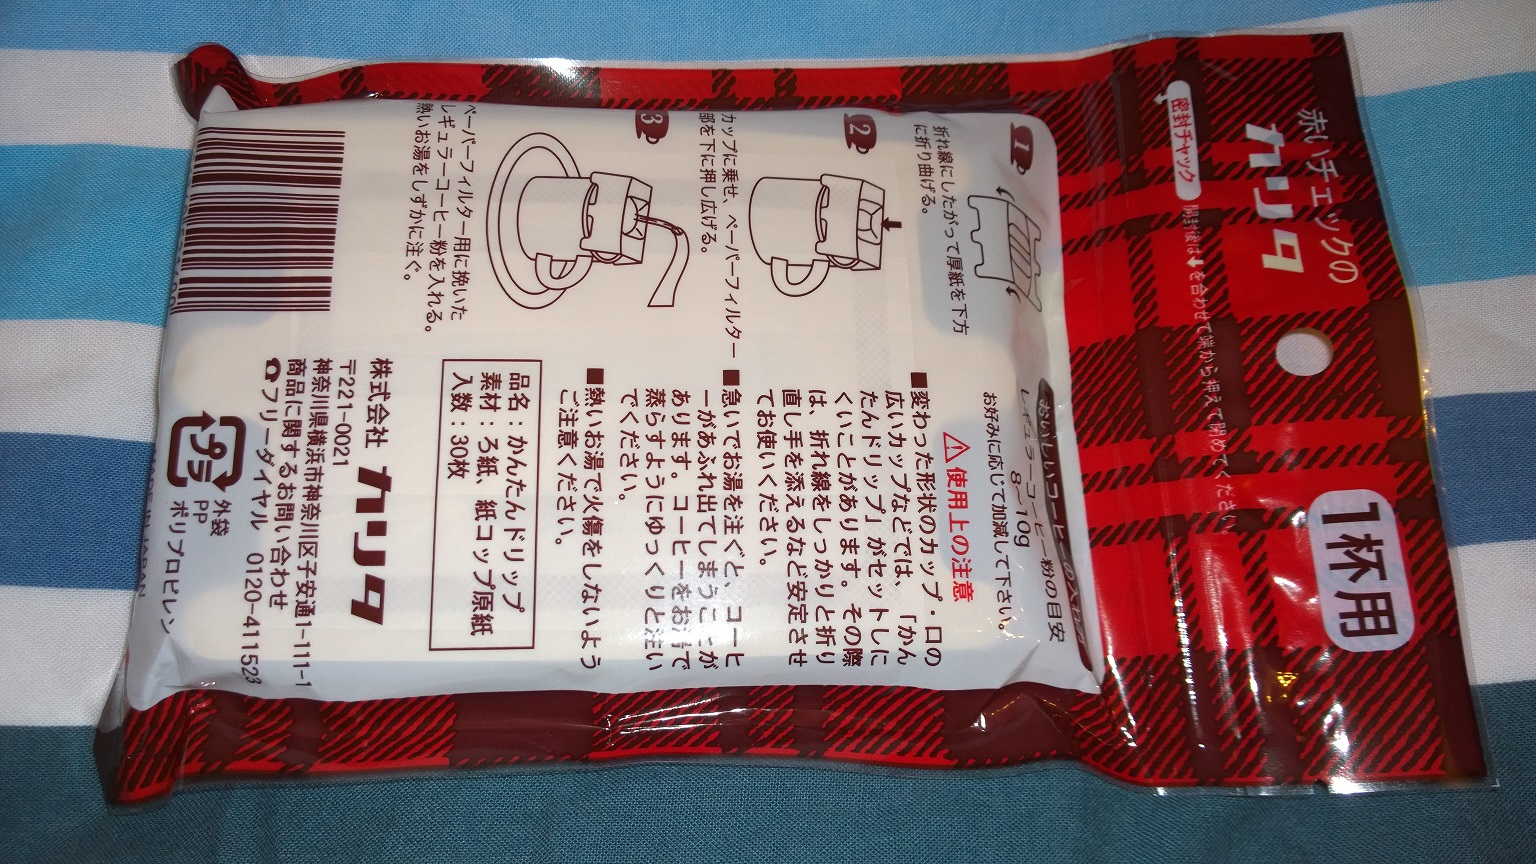 赤いチェックの
カリタ
1杯用
密封チャック
開封後は⬇を合わせて端から押えて閉めてください。
おいしいコーヒーの入れ方
レギュラーコーヒー粉の目安
8〜10g
お好みに応じて加減して下さい。
1
折れ線にしたがって厚紙を下方
に折り曲げる。
2
カップに乗せ、ペーパーフィルター
部を下に押し広げる。
3
ペーパーフィルター用に挽いた
レギュラーコーヒー粉を入れる。
熱いお湯をしずかに注ぐ。
⚠使用上の注意
■変わった形状のカップ・口の
広いカップなどでは、「かん
たんドリップ」がセットしに
くいことがあります。その際
は、折れ線をしっかりと折り
直し手を添えるなど安定させ
てお使いください。
■急いでお湯を注ぐと、コーヒ
ーがあふれ出てしまうことが
あります。コーヒーをお湯で
蒸らすようにゆっくりと注い
でください。
■熱いお湯で火傷をしないよう
ご注意ください。
品名：かんたんドリップ
素材：ろ紙、紙コップ原紙
入数：30枚
株式会社 カリタ
〒221-0021
神奈川県横浜市神奈川区子安通1-111-1
商品に関するお問い合わせ
フリーダイヤル 0120-411523
プラ
外袋
PP
ポリプロピレン
MADE IN JAPAN